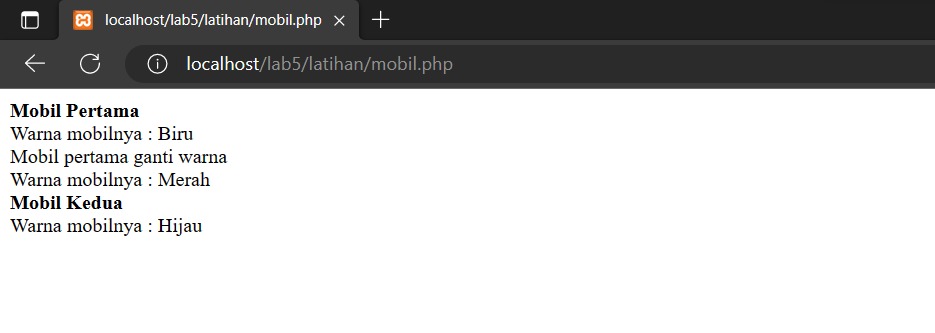 localhost/lab5/latihan/mobil.php
localhost/lab5/latihan/mobil.php
Mobil Pertama
Warna mobilnya : Biru
Mobil pertama ganti warna
Warna mobilnya : Merah
Mobil Kedua
Warna mobilnya : Hijau